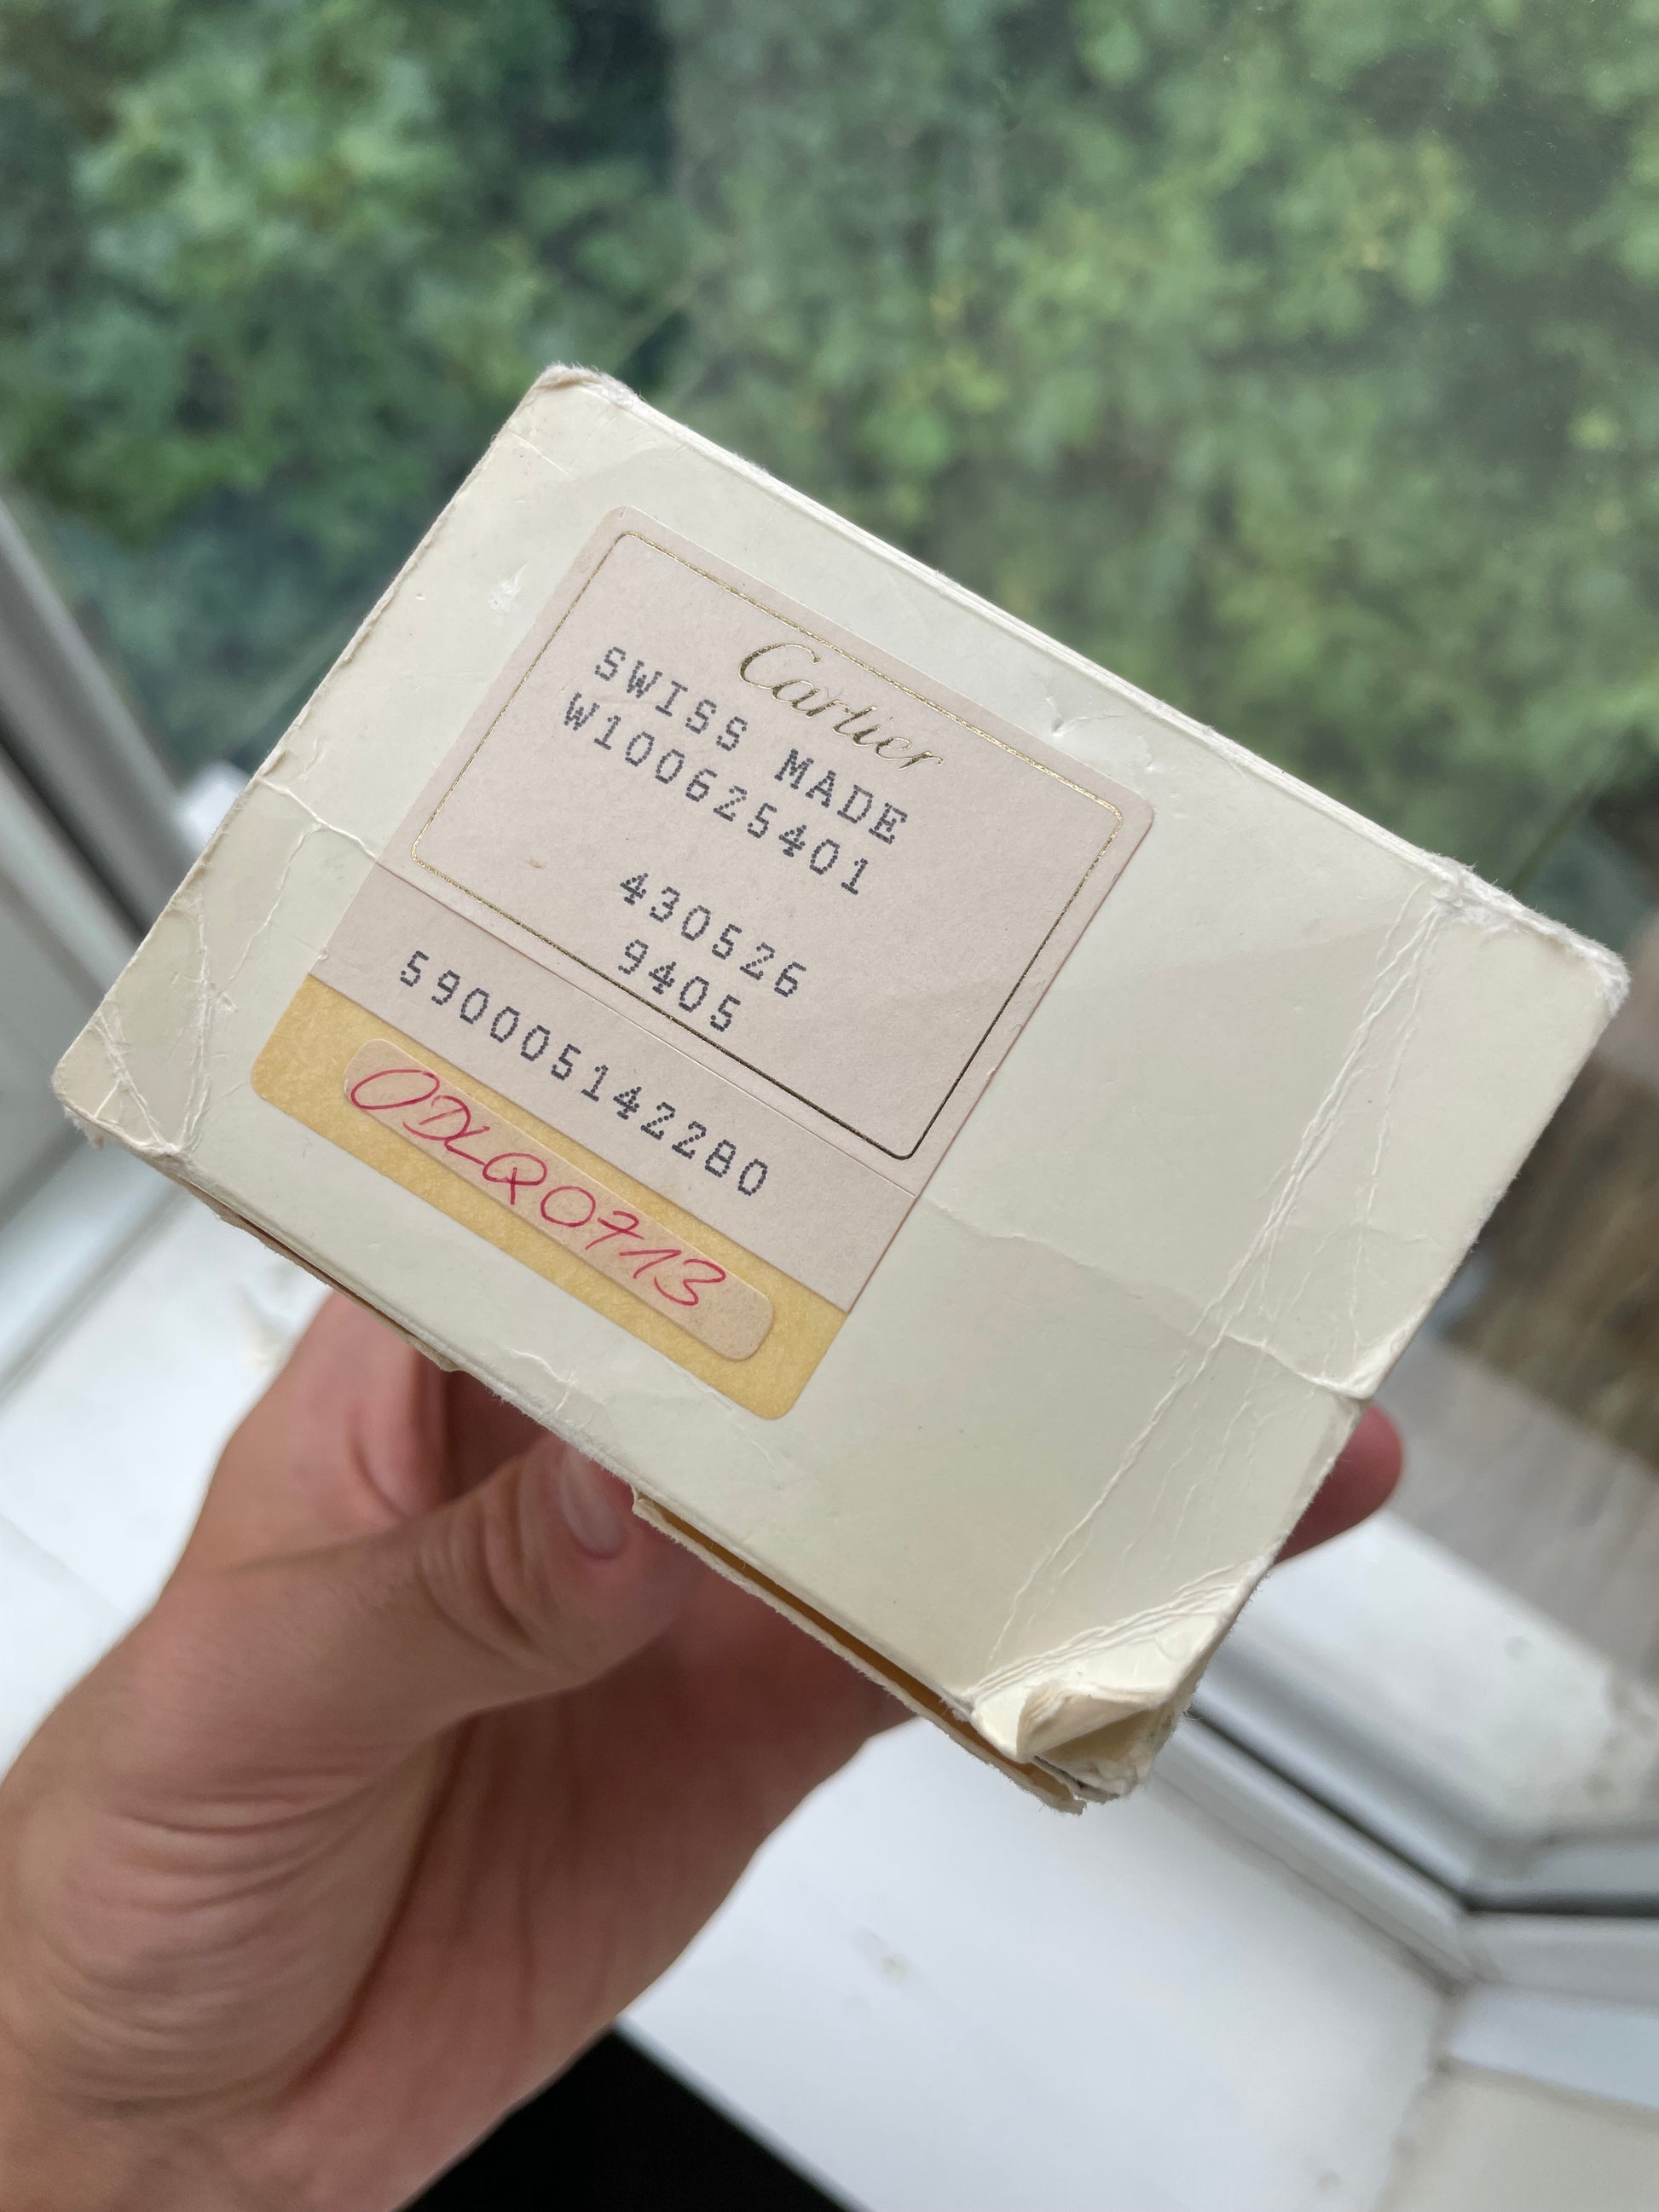 Cartier
SWISS MADE
W100625401
430526
9405
590005142280
ODLQ0713